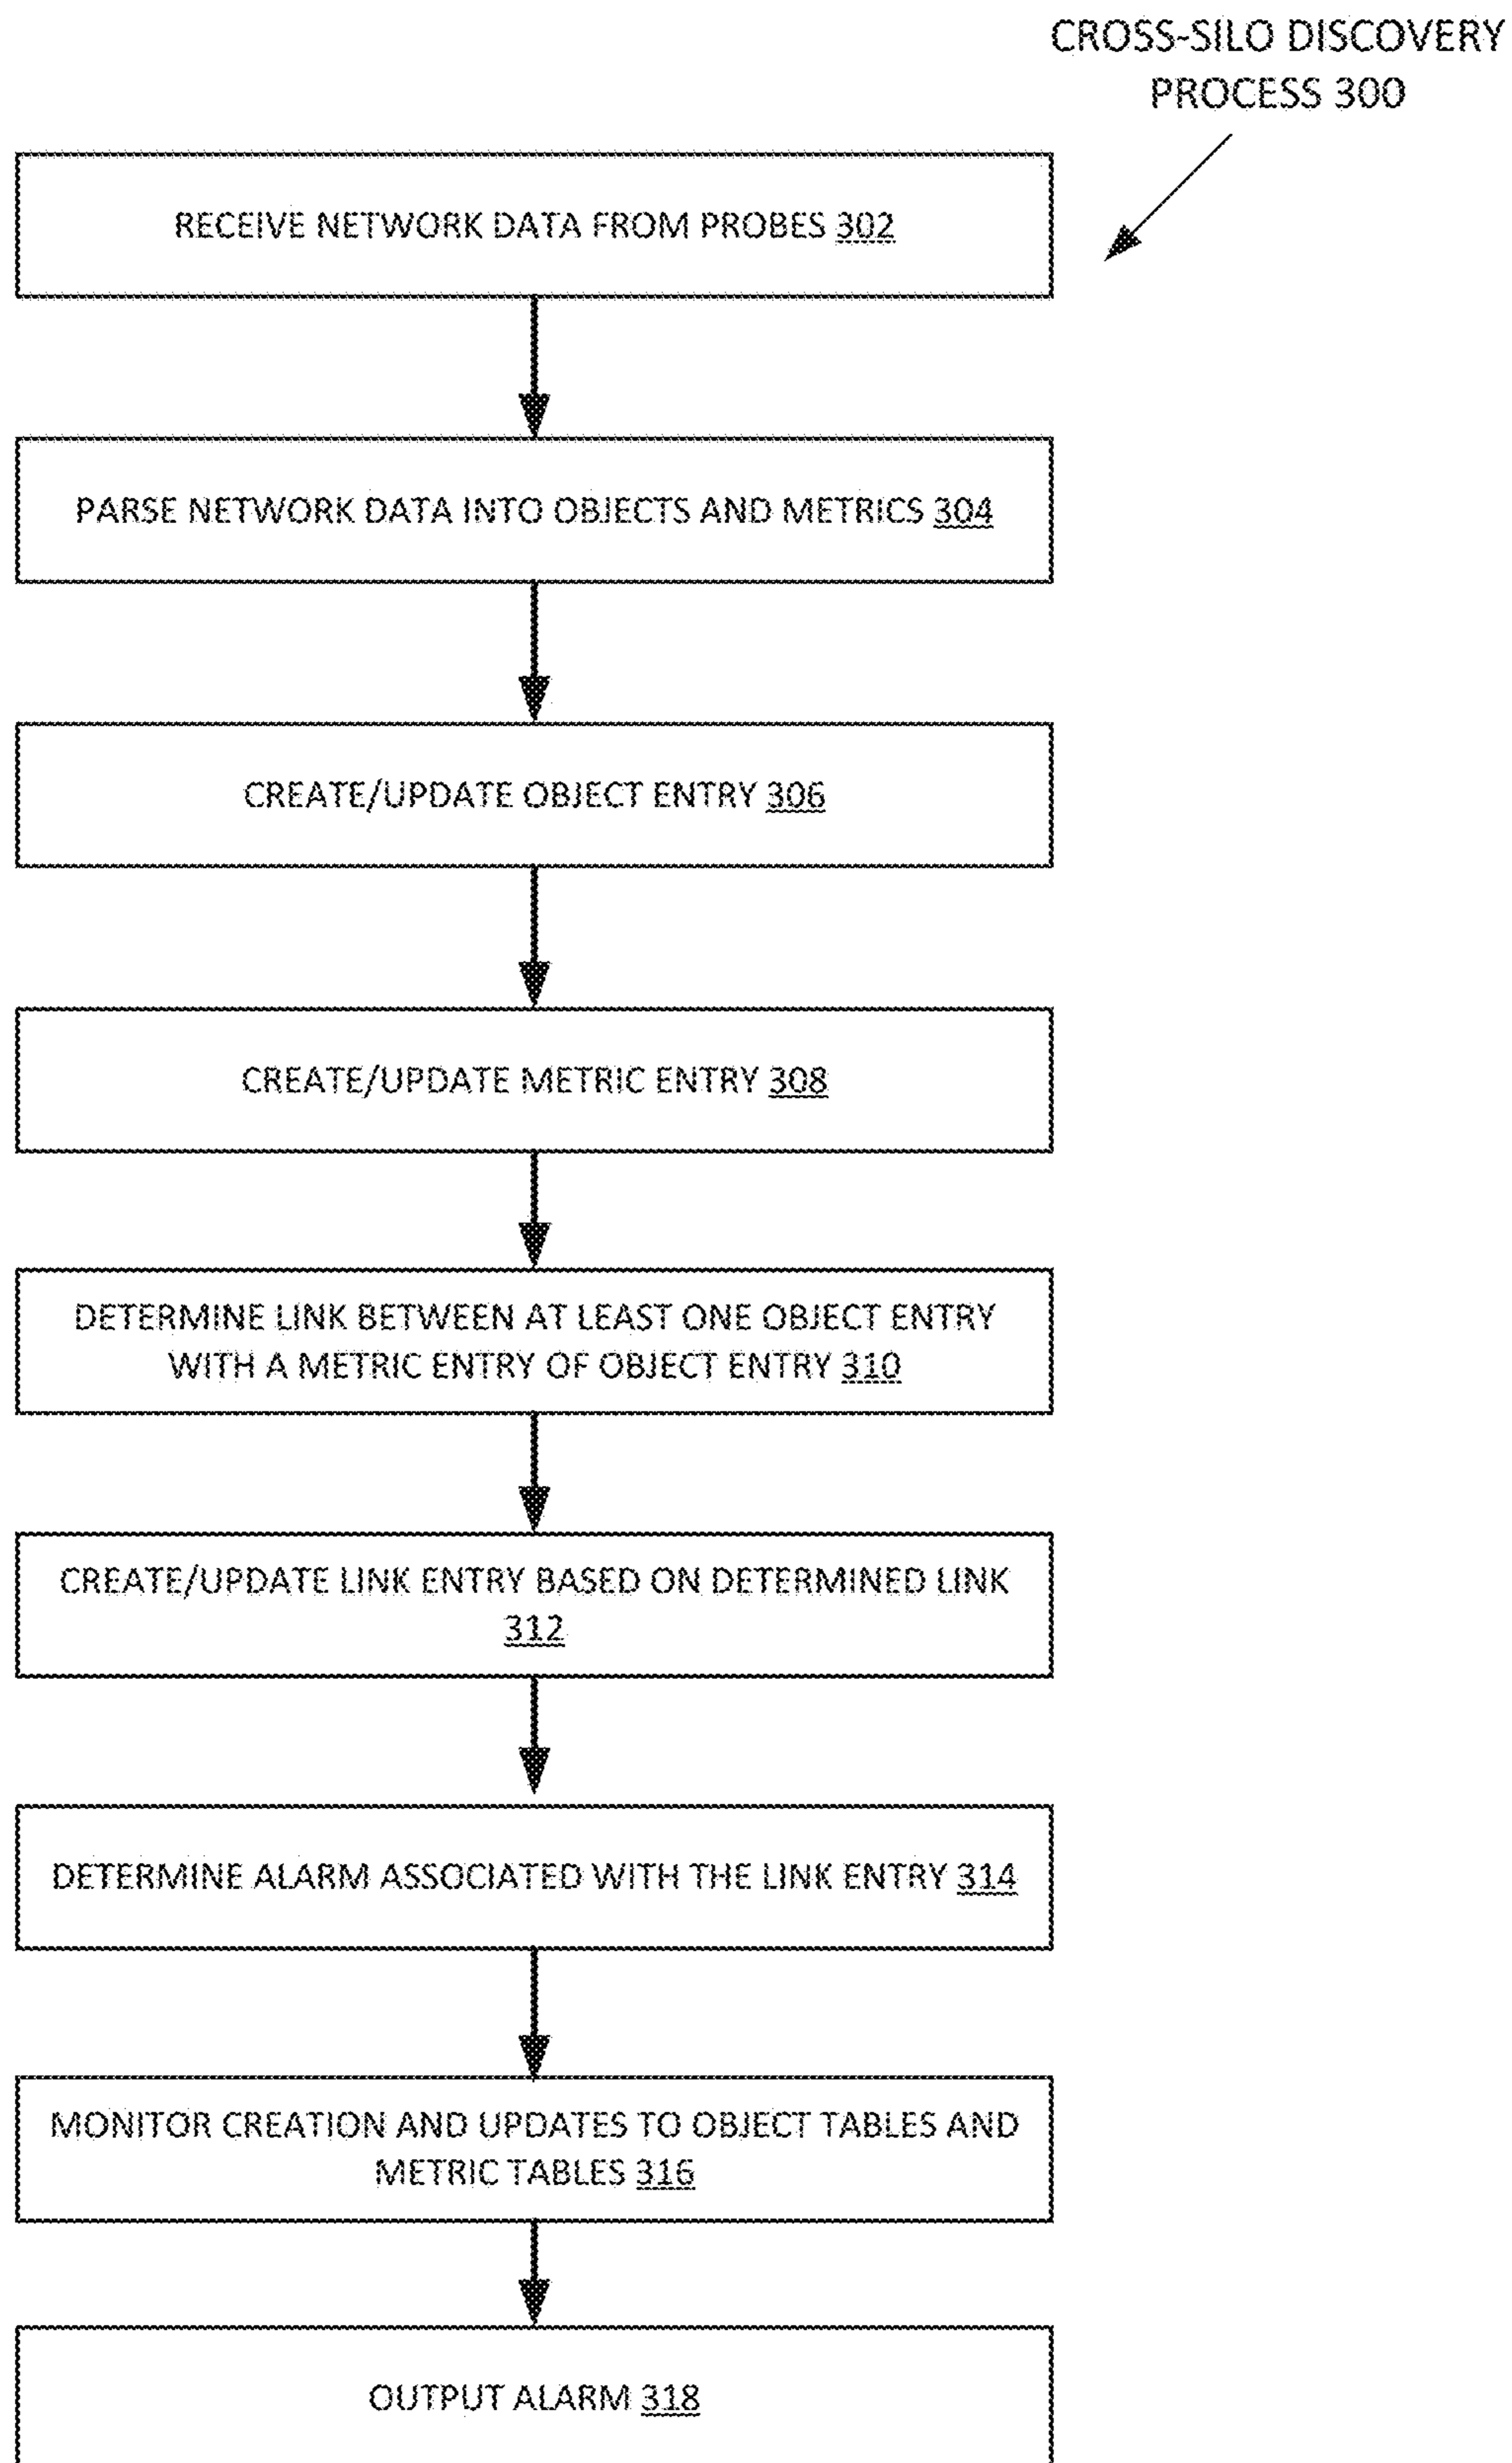 CROSS-SILO DISCOVERY
PROCESS 300
RECEIVE NETWORK DATA FROM PROBES 302
PARSE NETWORK DATA INTO OBJECTS AND METRICS 304
CREATE/UPDATE OBJECT ENTRY 306
CREATE/UPDATE METRIC ENTRY 308
DETERMINE LINK BETWEEN AT LEAST ONE OBJECT ENTRY
WITH A METRIC ENTRY OF OBJECT ENTRY 310
CREATE/UPDATE LINK ENTRY BASED ON DETERMINED LINK
312
DETERMINE ALARM ASSOCIATED WITH THE LINK ENTRY 314
MONITOR CREATION AND UPDATES TO OBJECT TABLES AND
METRIC TABLES 316
OUTPUT ALARM 318